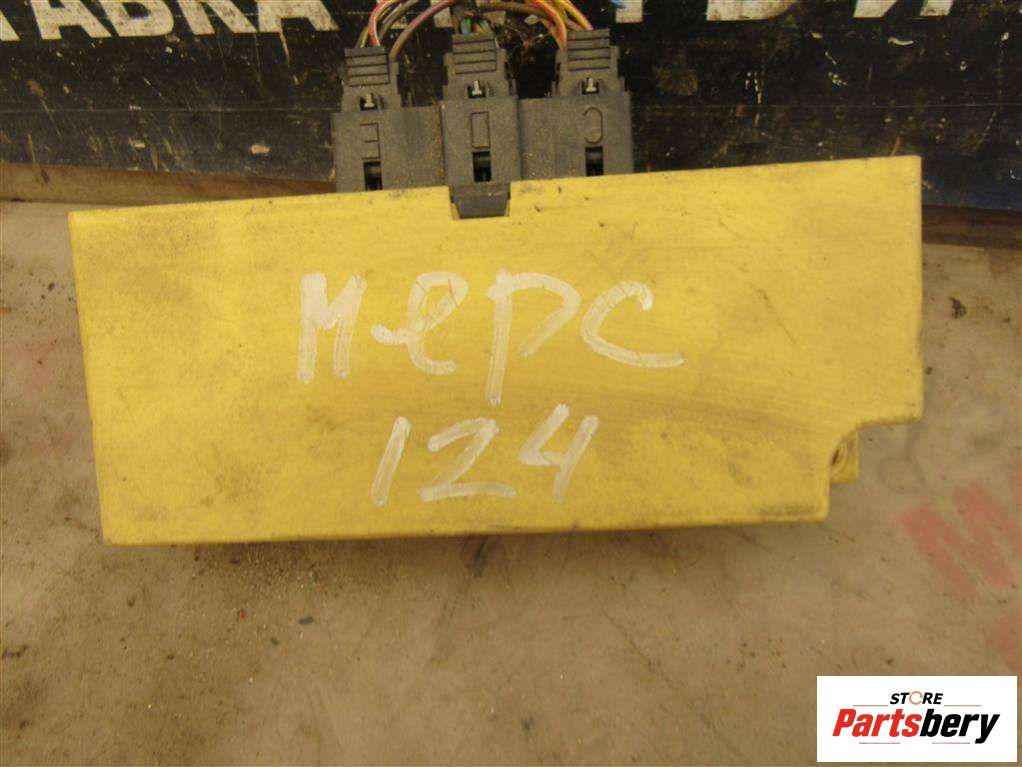 E D C
Мерс
124
STORE
Partsbery